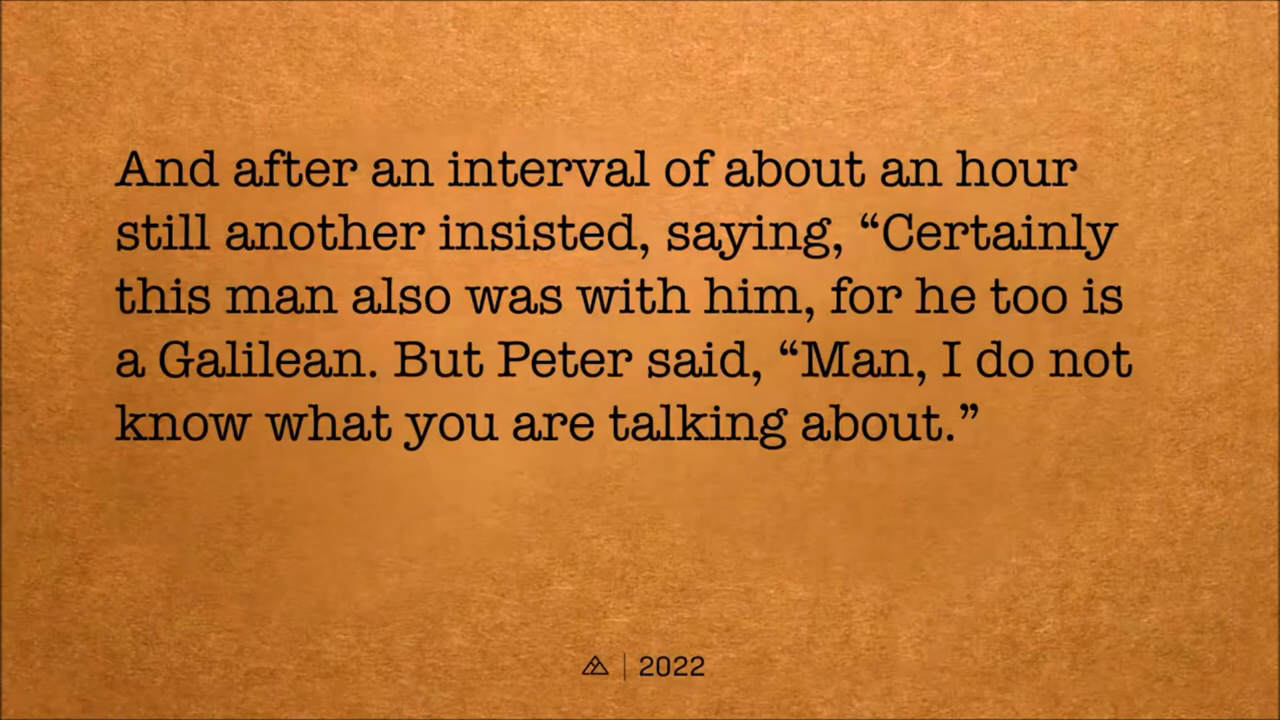 And after an interval of about an hour
still another insisted, saying, “Certainly
this man also was with him, for he too is
a Galilean. But Peter said, “Man, I do not
know what you are talking about.”
| 2022